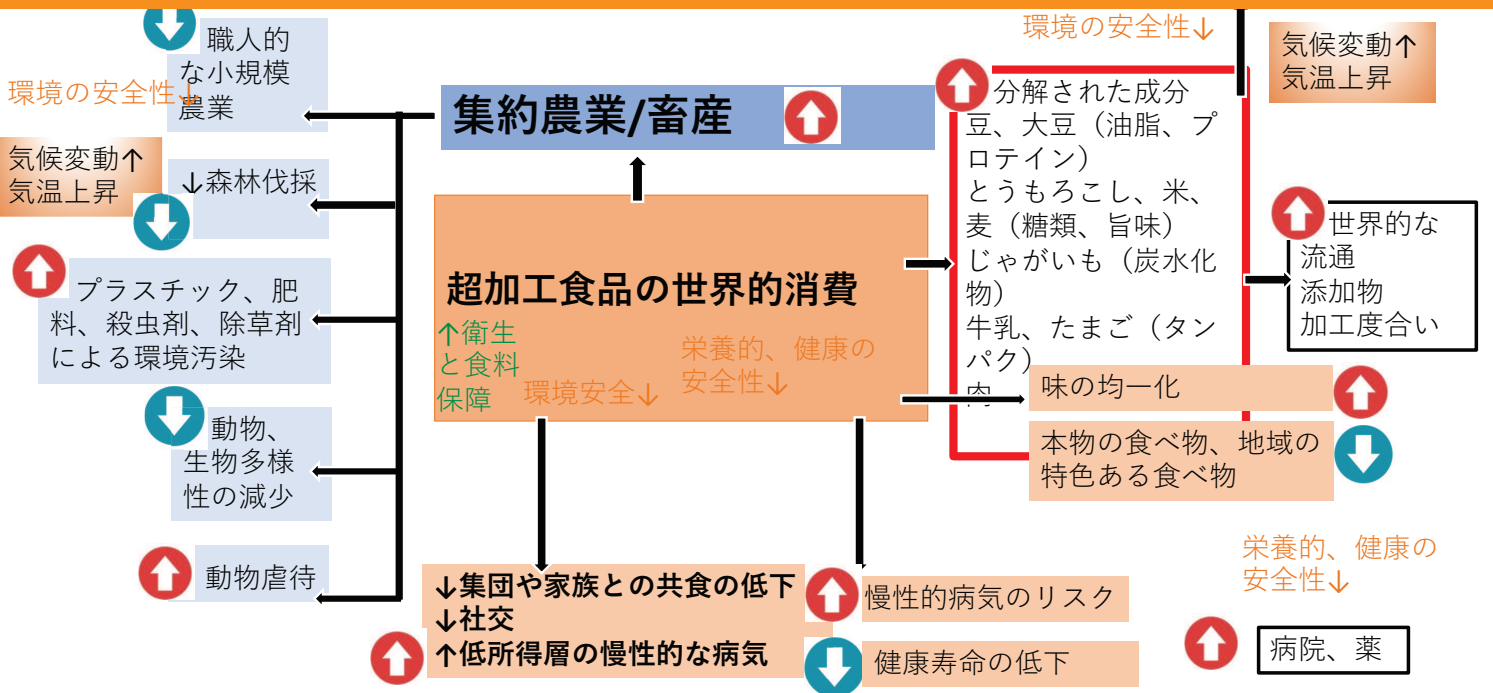 職人的
な小規模
農業
環境の安全性↓
気候変動↑
気温上昇
↓森林伐採
プラスチック、肥
料、殺虫剤、除草剤
による環境汚染
動物、
生物多様
性の減少
動物虐待
集約農業/畜産
超加工食品の世界的消費
↑衛生
と食料
保障
環境安全↓
栄養的、健康の
安全性↓
↓集団や家族との共食の低下
↓社交
↑低所得層の慢性的な病気
慢性的病気のリスク
健康寿命の低下
環境の安全性↓
気候変動↑
気温上昇
分解された成分
豆、大豆（油脂、プ
ロテイン）
とうもろこし、米、
麦（糖類、旨味）
じゃがいも（炭水化
物）
牛乳、たまご（タン
パク）
肉
世界的な
流通
添加物
加工度合い
味の均一化
本物の食べ物、地域の
特色ある食べ物
栄養的、健康の
安全性↓
病院、薬